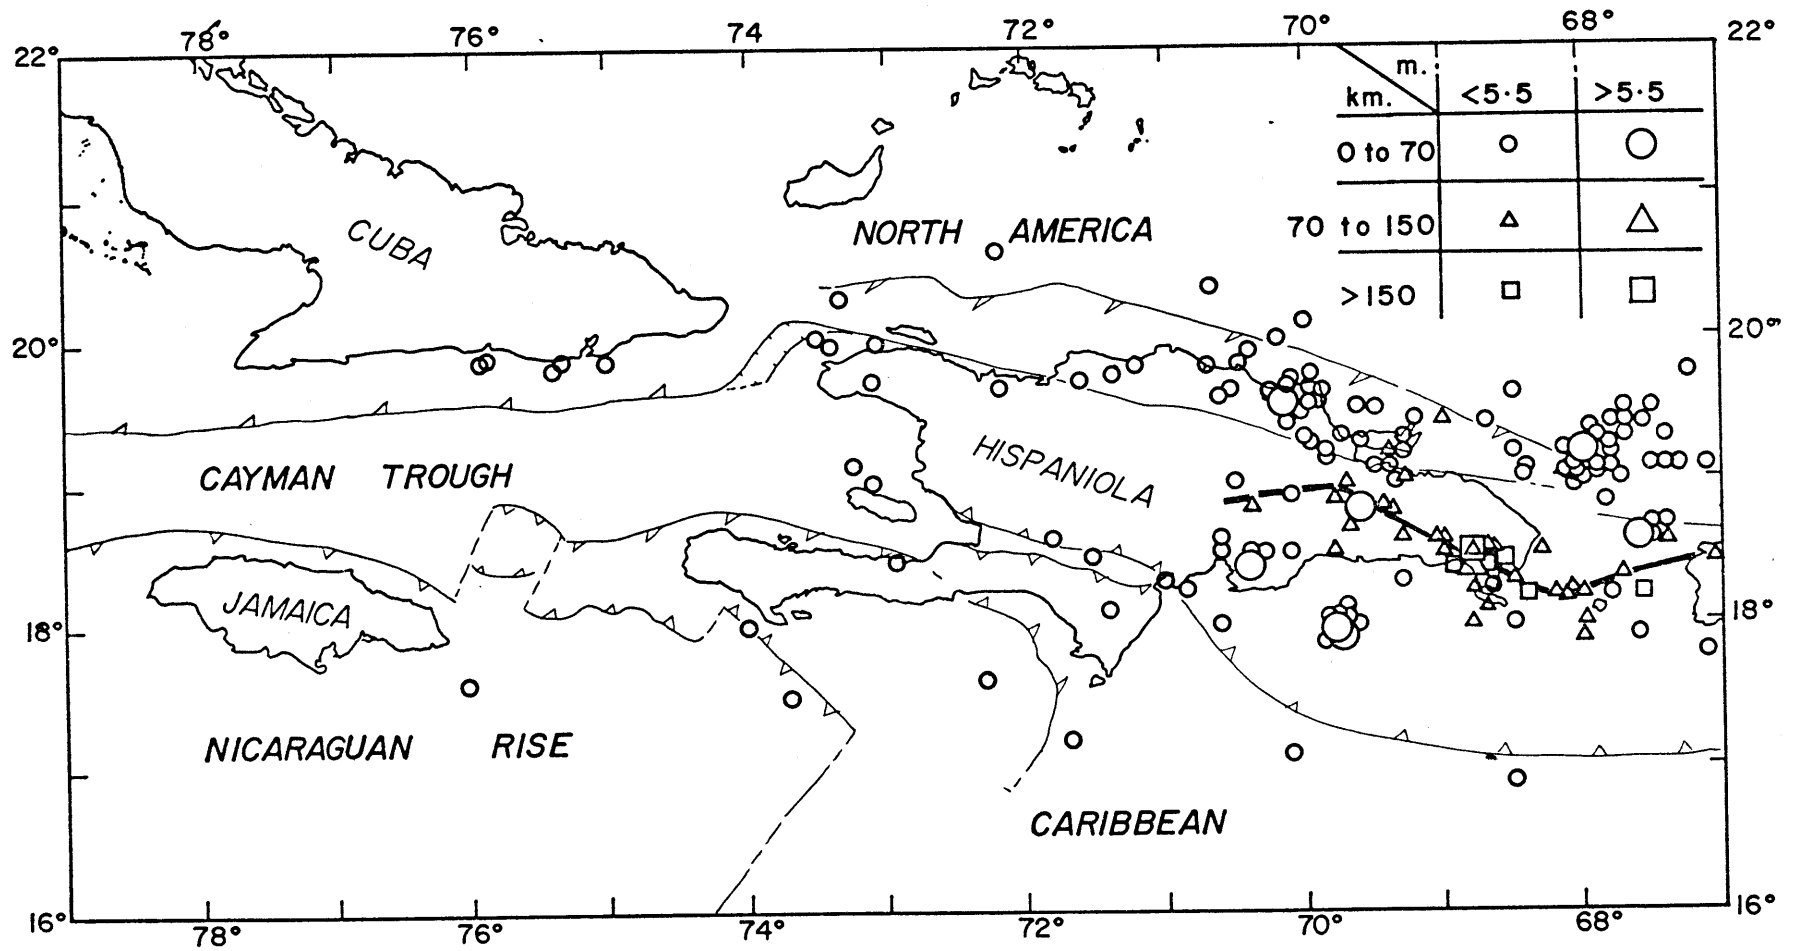 78° 76° 74 72° 70° 68°
22° 22°
m.
km. <5·5 >5·5
0 to 70
70 to 150
>150
CUBA
NORTH AMERICA
20° 20°
HISPANIOLA
CAYMAN TROUGH
JAMAICA
18° 18°
NICARAGUAN RISE
CARIBBEAN
16° 16°
78° 76° 74° 72° 70° 68°